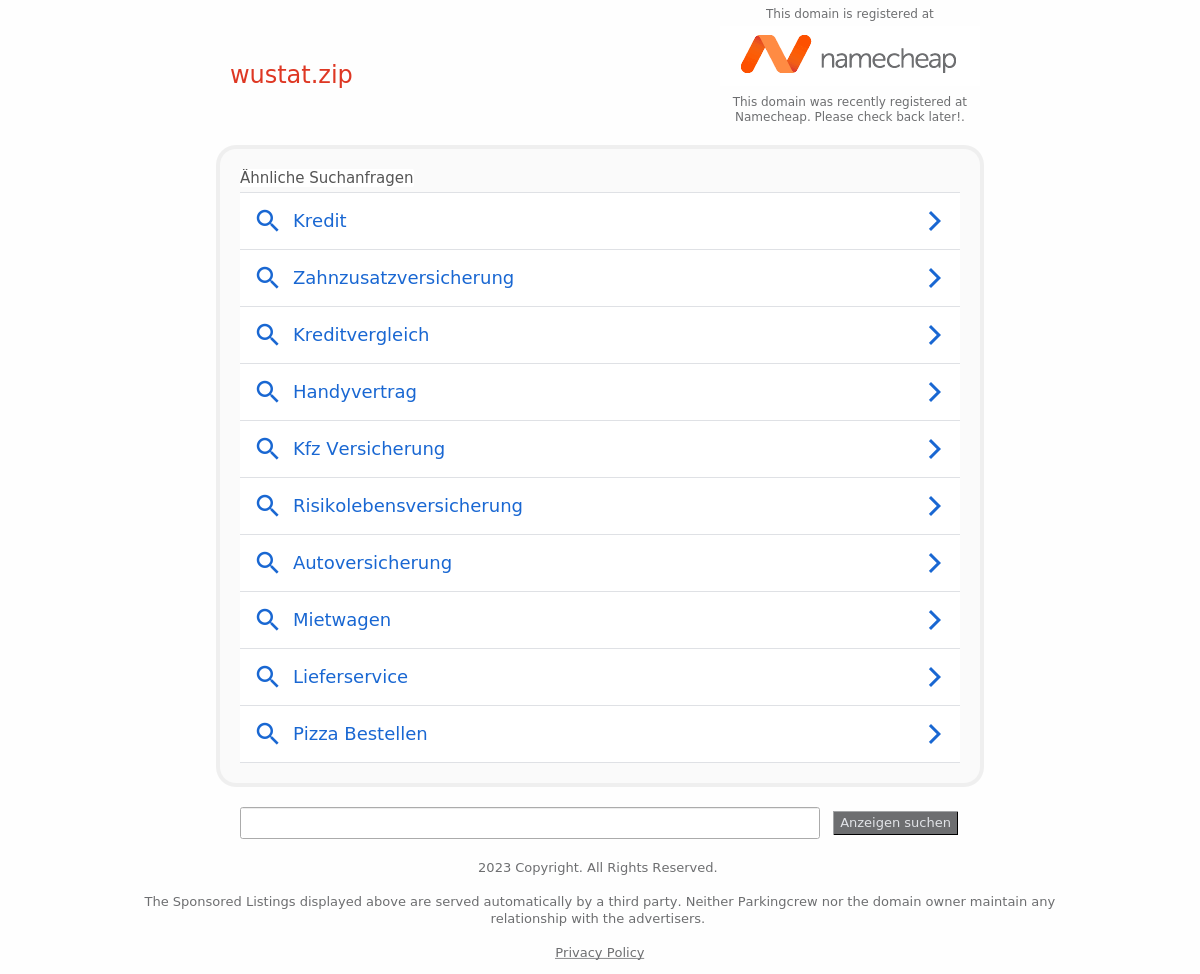 This domain is registered at
namecheap
wustat.zip
This domain was recently registered at
Namecheap. Please check back later!.
Ähnliche Suchanfragen
Kredit
Zahnzusatzversicherung
Kreditvergleich
Handyvertrag
Kfz Versicherung
Risikolebensversicherung
Autoversicherung
Mietwagen
Lieferservice
Pizza Bestellen
Anzeigen suchen
2023 Copyright. All Rights Reserved.
The Sponsored Listings displayed above are served automatically by a third party. Neither Parkingcrew nor the domain owner maintain any
relationship with the advertisers.
Privacy Policy